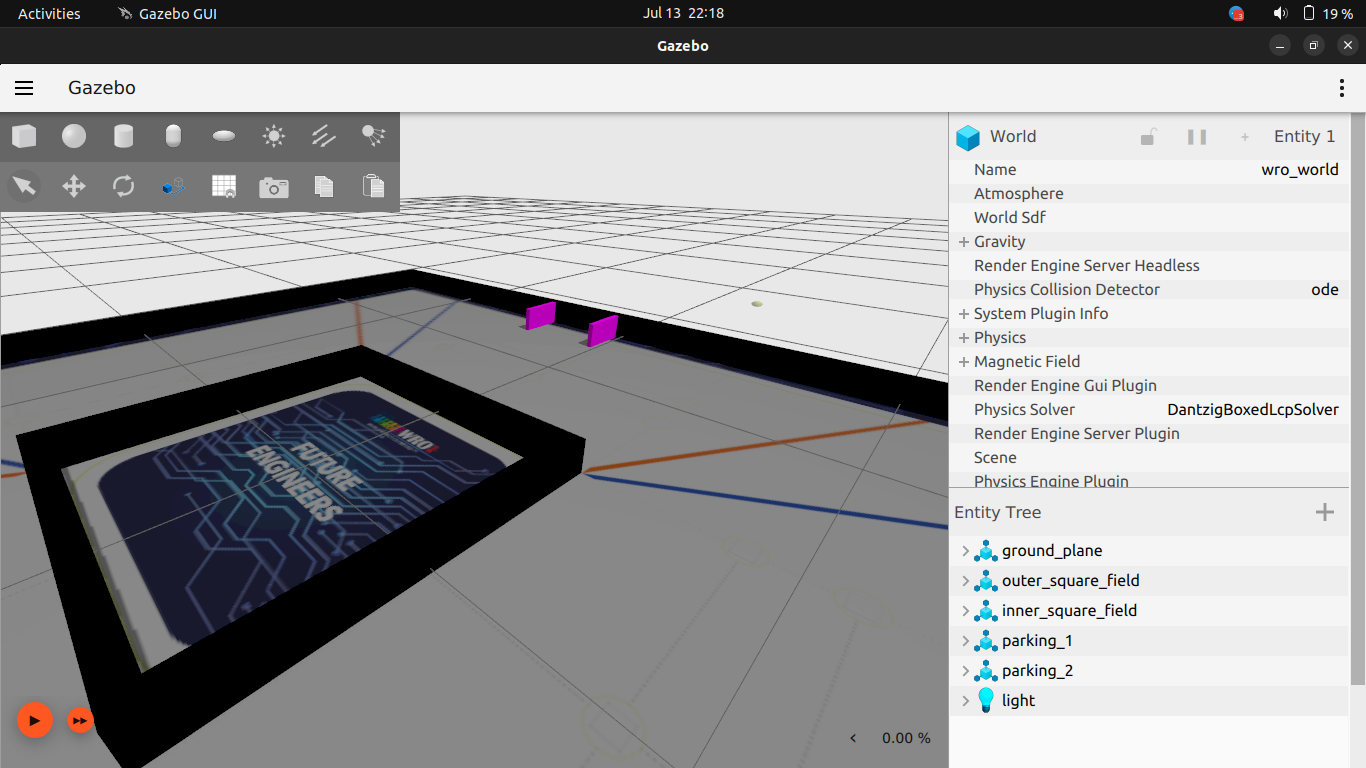 Activities Gazebo GUI Jul 13 22:18 3 19 %
Gazebo
Gazebo
World Entity 1
Name wro_world
Atmosphere
World Sdf
Gravity
Render Engine Server Headless
Physics Collision Detector ode
System Plugin Info
Physics
Magnetic Field
Render Engine Gui Plugin
Physics Solver DantzigBoxedLcpSolver
Render Engine Server Plugin
Scene
Physics Engine Plugin
WRO
FUTURE
ENGINEERS
Entity Tree
ground_plane
outer_square_field
inner_square_field
parking_1
parking_2
light
0.00 %